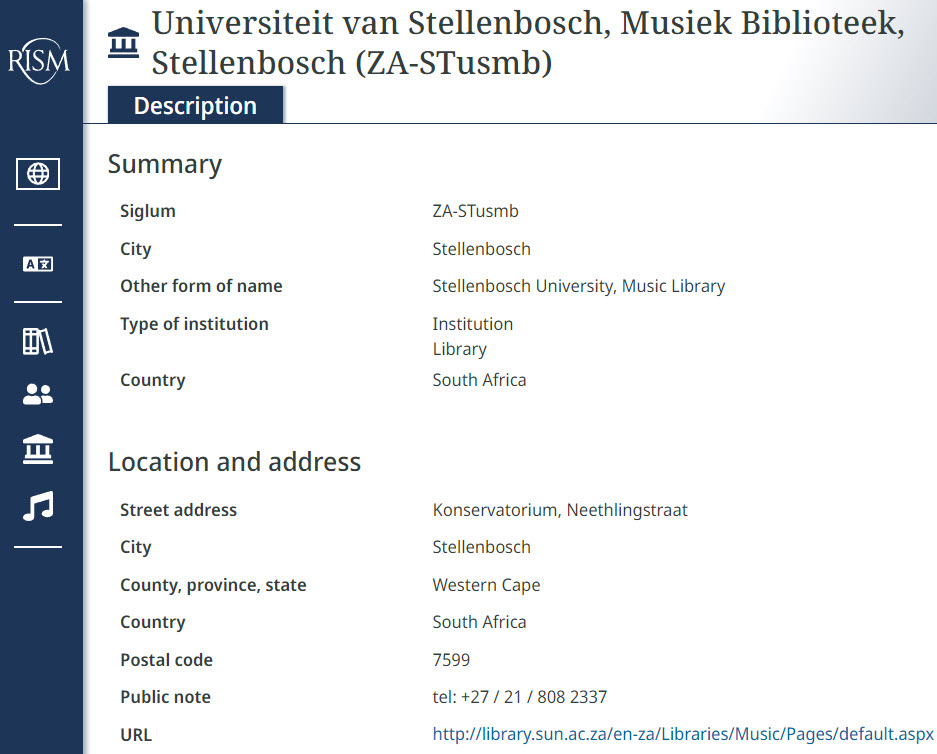 RISM
Universiteit van Stellenbosch, Musiek Biblioteek,
Stellenbosch (ZA-STusmb)
Description
Summary
Siglum ZA-STusmb
City Stellenbosch
Other form of name Stellenbosch University, Music Library
Type of institution Institution
Library
Country South Africa
Location and address
Street address Konservatorium, Neethlingstraat
City Stellenbosch
County, province, state Western Cape
Country South Africa
Postal code 7599
Public note tel: +27 / 21 / 808 2337
URL http://library.sun.ac.za/en-za/Libraries/Music/Pages/default.aspx